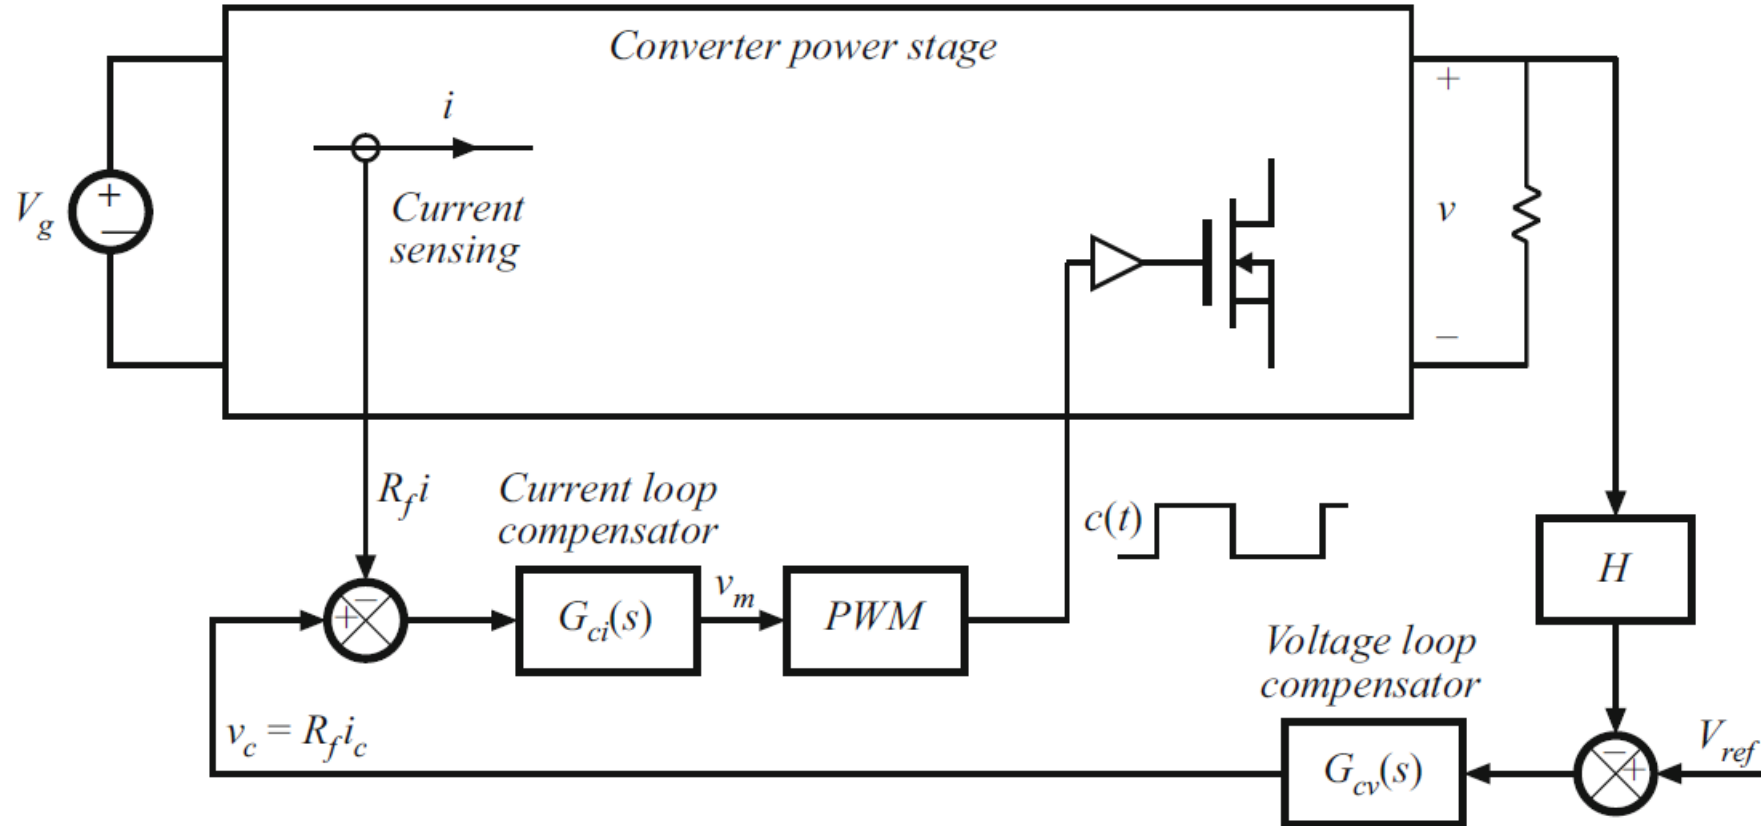 Converter power stage
i
+
V_g
+
−
Current
sensing
v
−
R_f i
Current loop
compensator
c(t)
v_m
H
−
+
G_ci(s)
PWM
Voltage loop
compensator
v_c = R_f i_c
V_ref
−
+
G_cv(s)